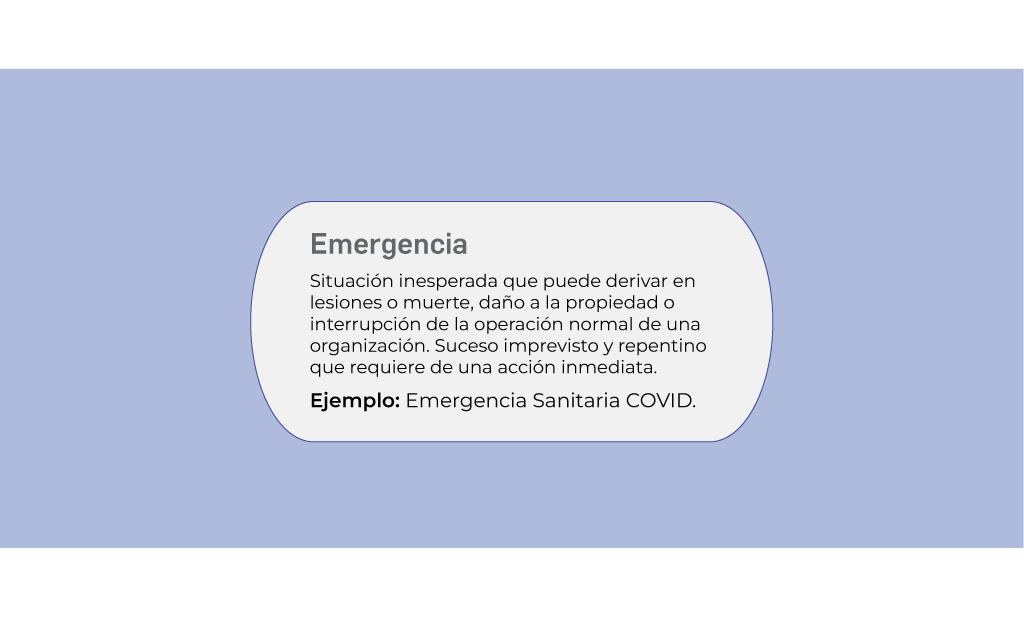 Emergencia
Situación inesperada que puede derivar en
lesiones o muerte, daño a la propiedad o
interrupción de la operación normal de una
organización. Suceso imprevisto y repentino
que requiere de una acción inmediata.
Ejemplo: Emergencia Sanitaria COVID.